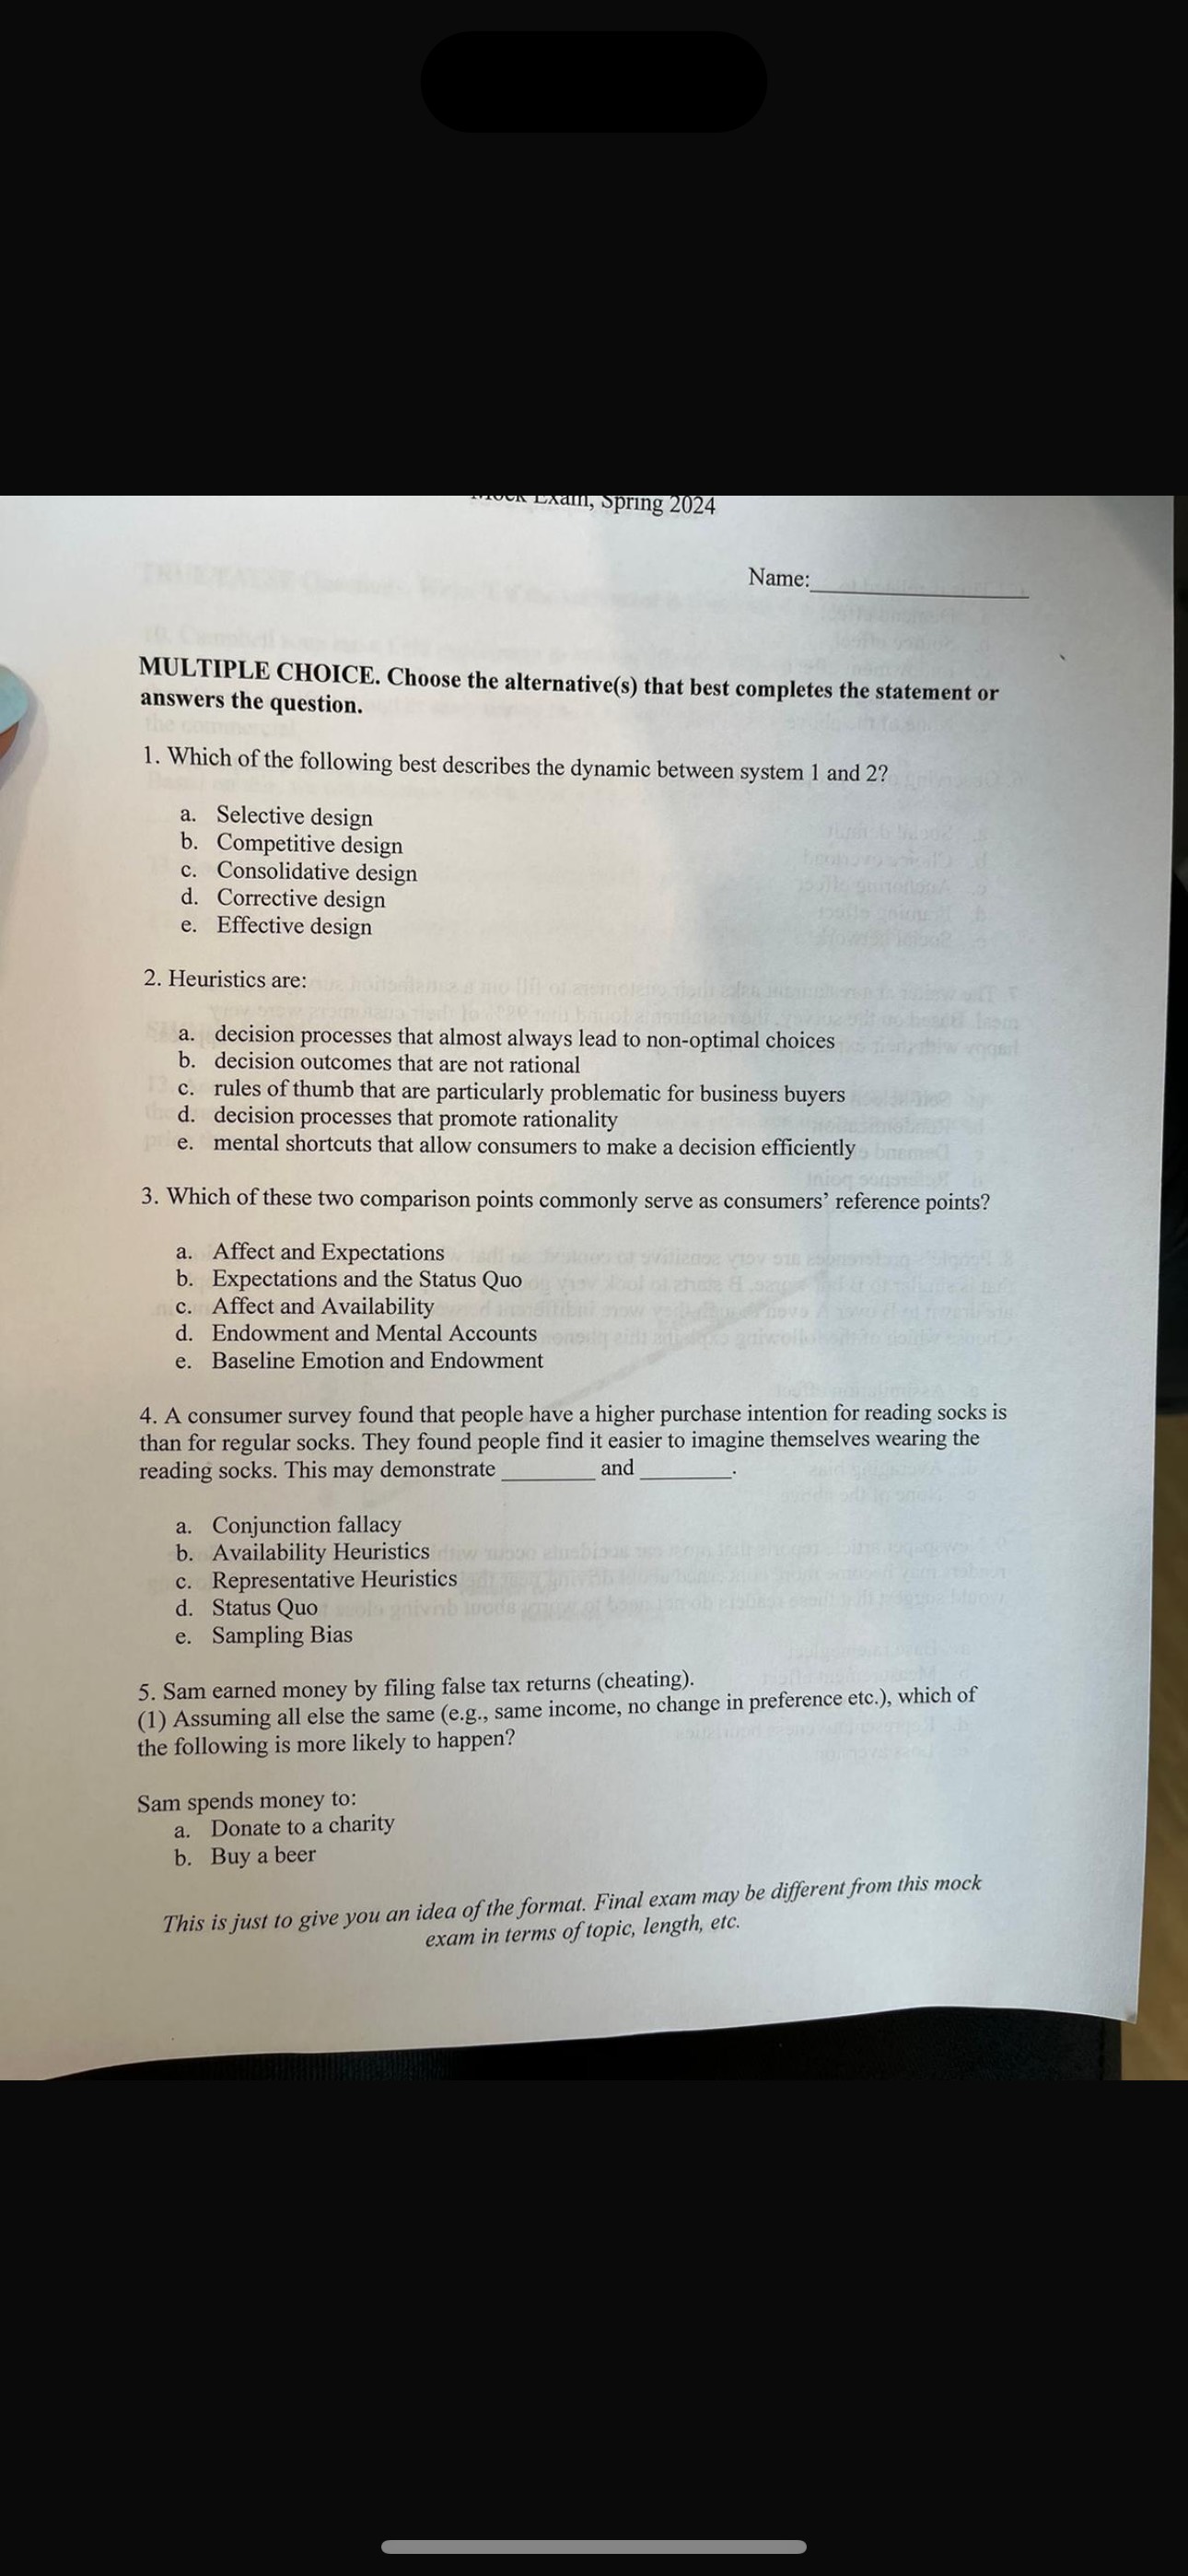 Mock Exam, Spring 2024
Name:
MULTIPLE CHOICE. Choose the alternative(s) that best completes the statement or
answers the question.
1. Which of the following best describes the dynamic between system 1 and 2?
a. Selective design
b. Competitive design
c. Consolidative design
d. Corrective design
e. Effective design
2. Heuristics are:
a. decision processes that almost always lead to non-optimal choices
b. decision outcomes that are not rational
c. rules of thumb that are particularly problematic for business buyers
d. decision processes that promote rationality
e. mental shortcuts that allow consumers to make a decision efficiently
3. Which of these two comparison points commonly serve as consumers’ reference points?
a. Affect and Expectations
b. Expectations and the Status Quo
c. Affect and Availability
d. Endowment and Mental Accounts
e. Baseline Emotion and Endowment
4. A consumer survey found that people have a higher purchase intention for reading socks is
than for regular socks. They found people find it easier to imagine themselves wearing the
reading socks. This may demonstrate ________ and ________.
a. Conjunction fallacy
b. Availability Heuristics
c. Representative Heuristics
d. Status Quo
e. Sampling Bias
5. Sam earned money by filing false tax returns (cheating).
(1) Assuming all else the same (e.g., same income, no change in preference etc.), which of
the following is more likely to happen?
Sam spends money to:
a. Donate to a charity
b. Buy a beer
This is just to give you an idea of the format. Final exam may be different from this mock
exam in terms of topic, length, etc.